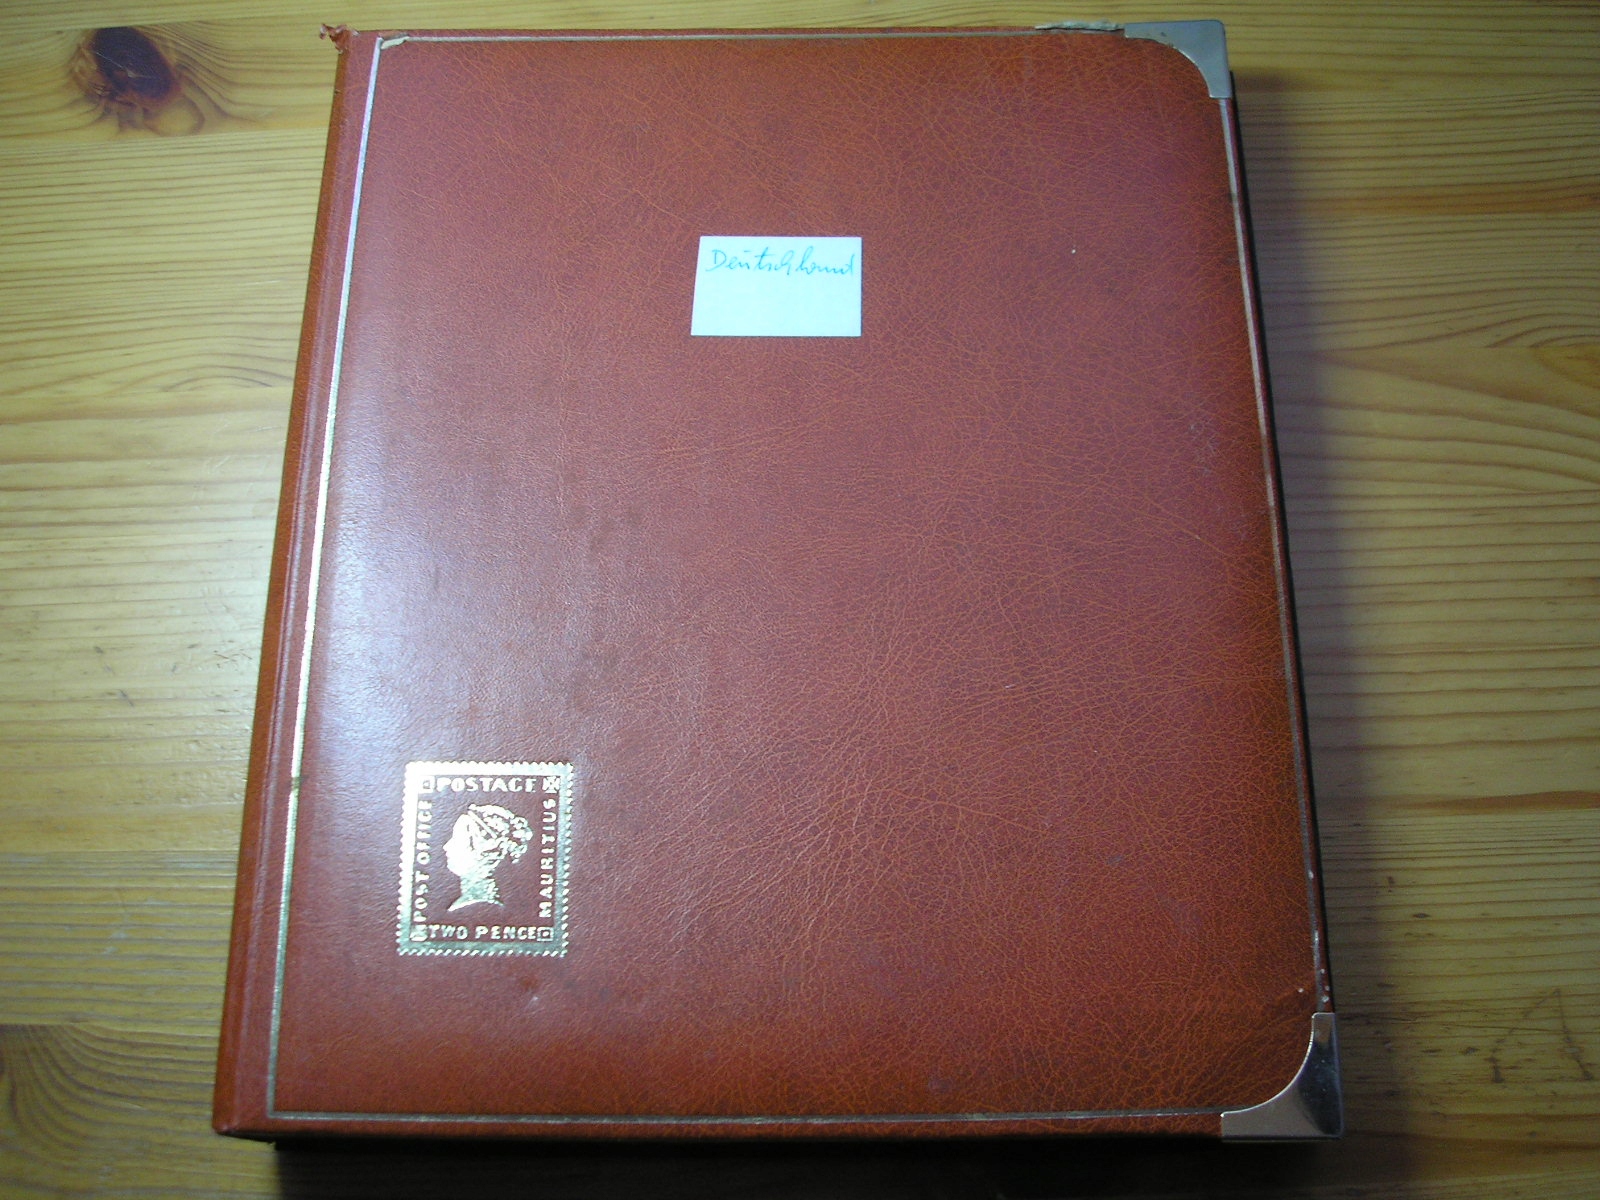 Deutschland
POSTAGE
POST OFFICE
MAURITIUS
TWO PENCE